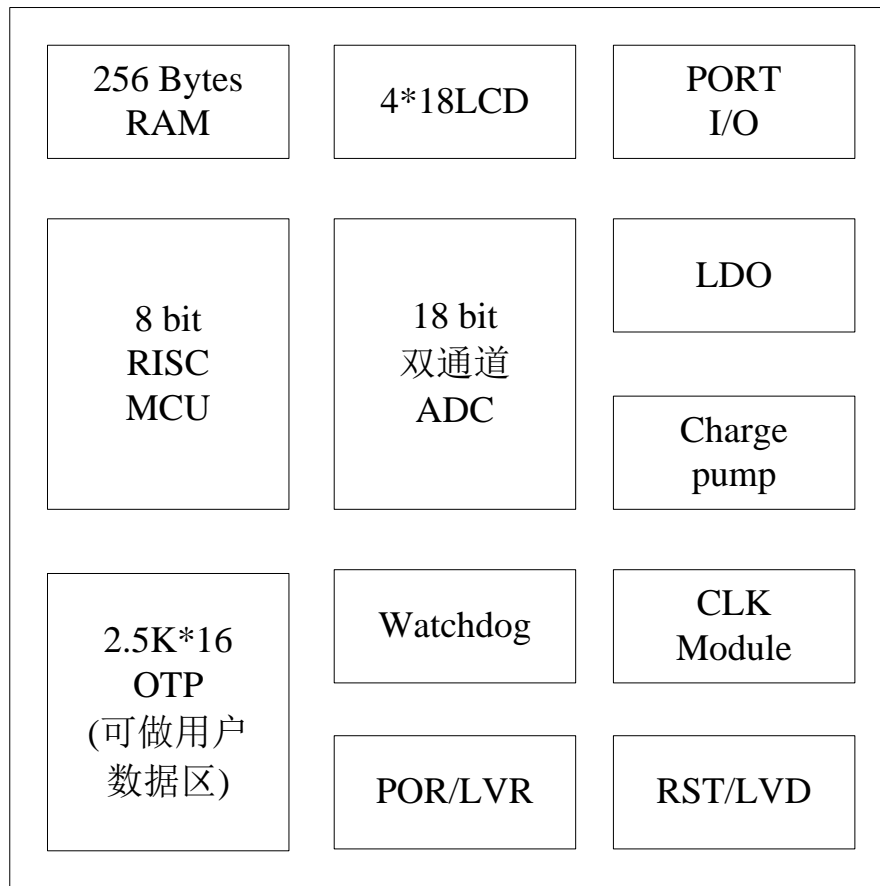 256 Bytes
RAM
4*18LCD
PORT
I/O
8 bit
RISC
MCU
18 bit
双通道
ADC
LDO
Charge
pump
2.5K*16
OTP
(可做用户
数据区)
Watchdog
CLK
Module
POR/LVR
RST/LVD